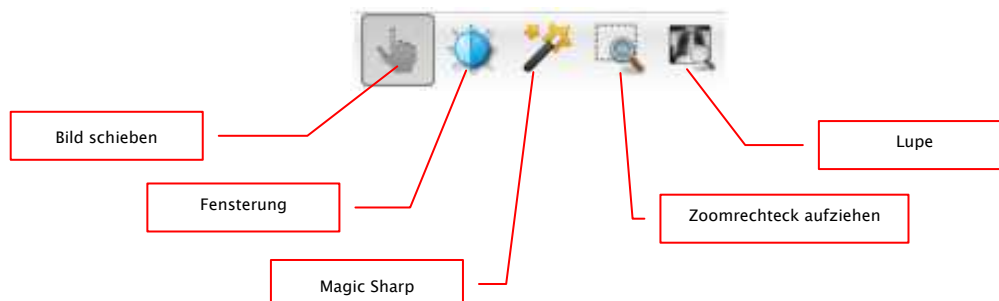 Bild schieben
Lupe
Fensterung
Zoomrechteck aufziehen
Magic Sharp